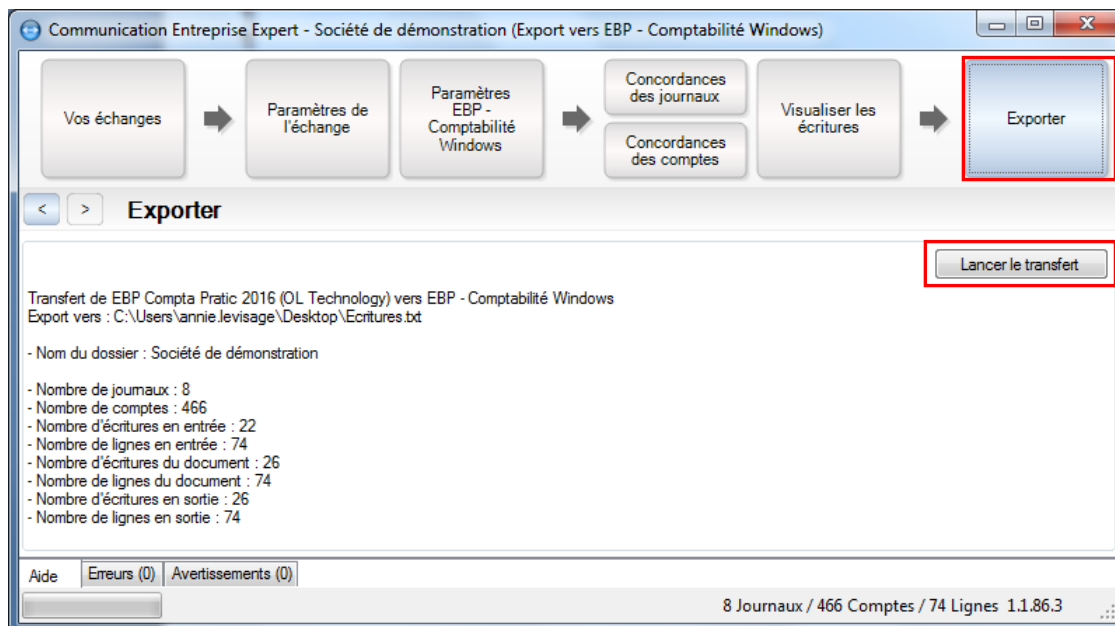 Communication Entreprise Expert - Société de démonstration (Export vers EBP - Comptabilité Windows)
Vos échanges
Paramètres de
l'échange
Paramètres
EBP -
Comptabilité
Windows
Concordances
des journaux
Concordances
des comptes
Visualiser les
écritures
Exporter
< > Exporter
Lancer le transfert
Transfert de EBP Compta Pratic 2016 (OL Technology) vers EBP - Comptabilité Windows
Export vers : C:\Users\annie.levisage\Desktop\Ecritures.txt
- Nom du dossier : Société de démonstration
- Nombre de journaux : 8
- Nombre de comptes : 466
- Nombre d'écritures en entrée : 22
- Nombre de lignes en entrée : 74
- Nombre d'écritures du document : 26
- Nombre de lignes du document : 74
- Nombre d'écritures en sortie : 26
- Nombre de lignes en sortie : 74
Aide Erreurs (0) Avertissements (0)
8 Journaux / 466 Comptes / 74 Lignes 1.1.86.3